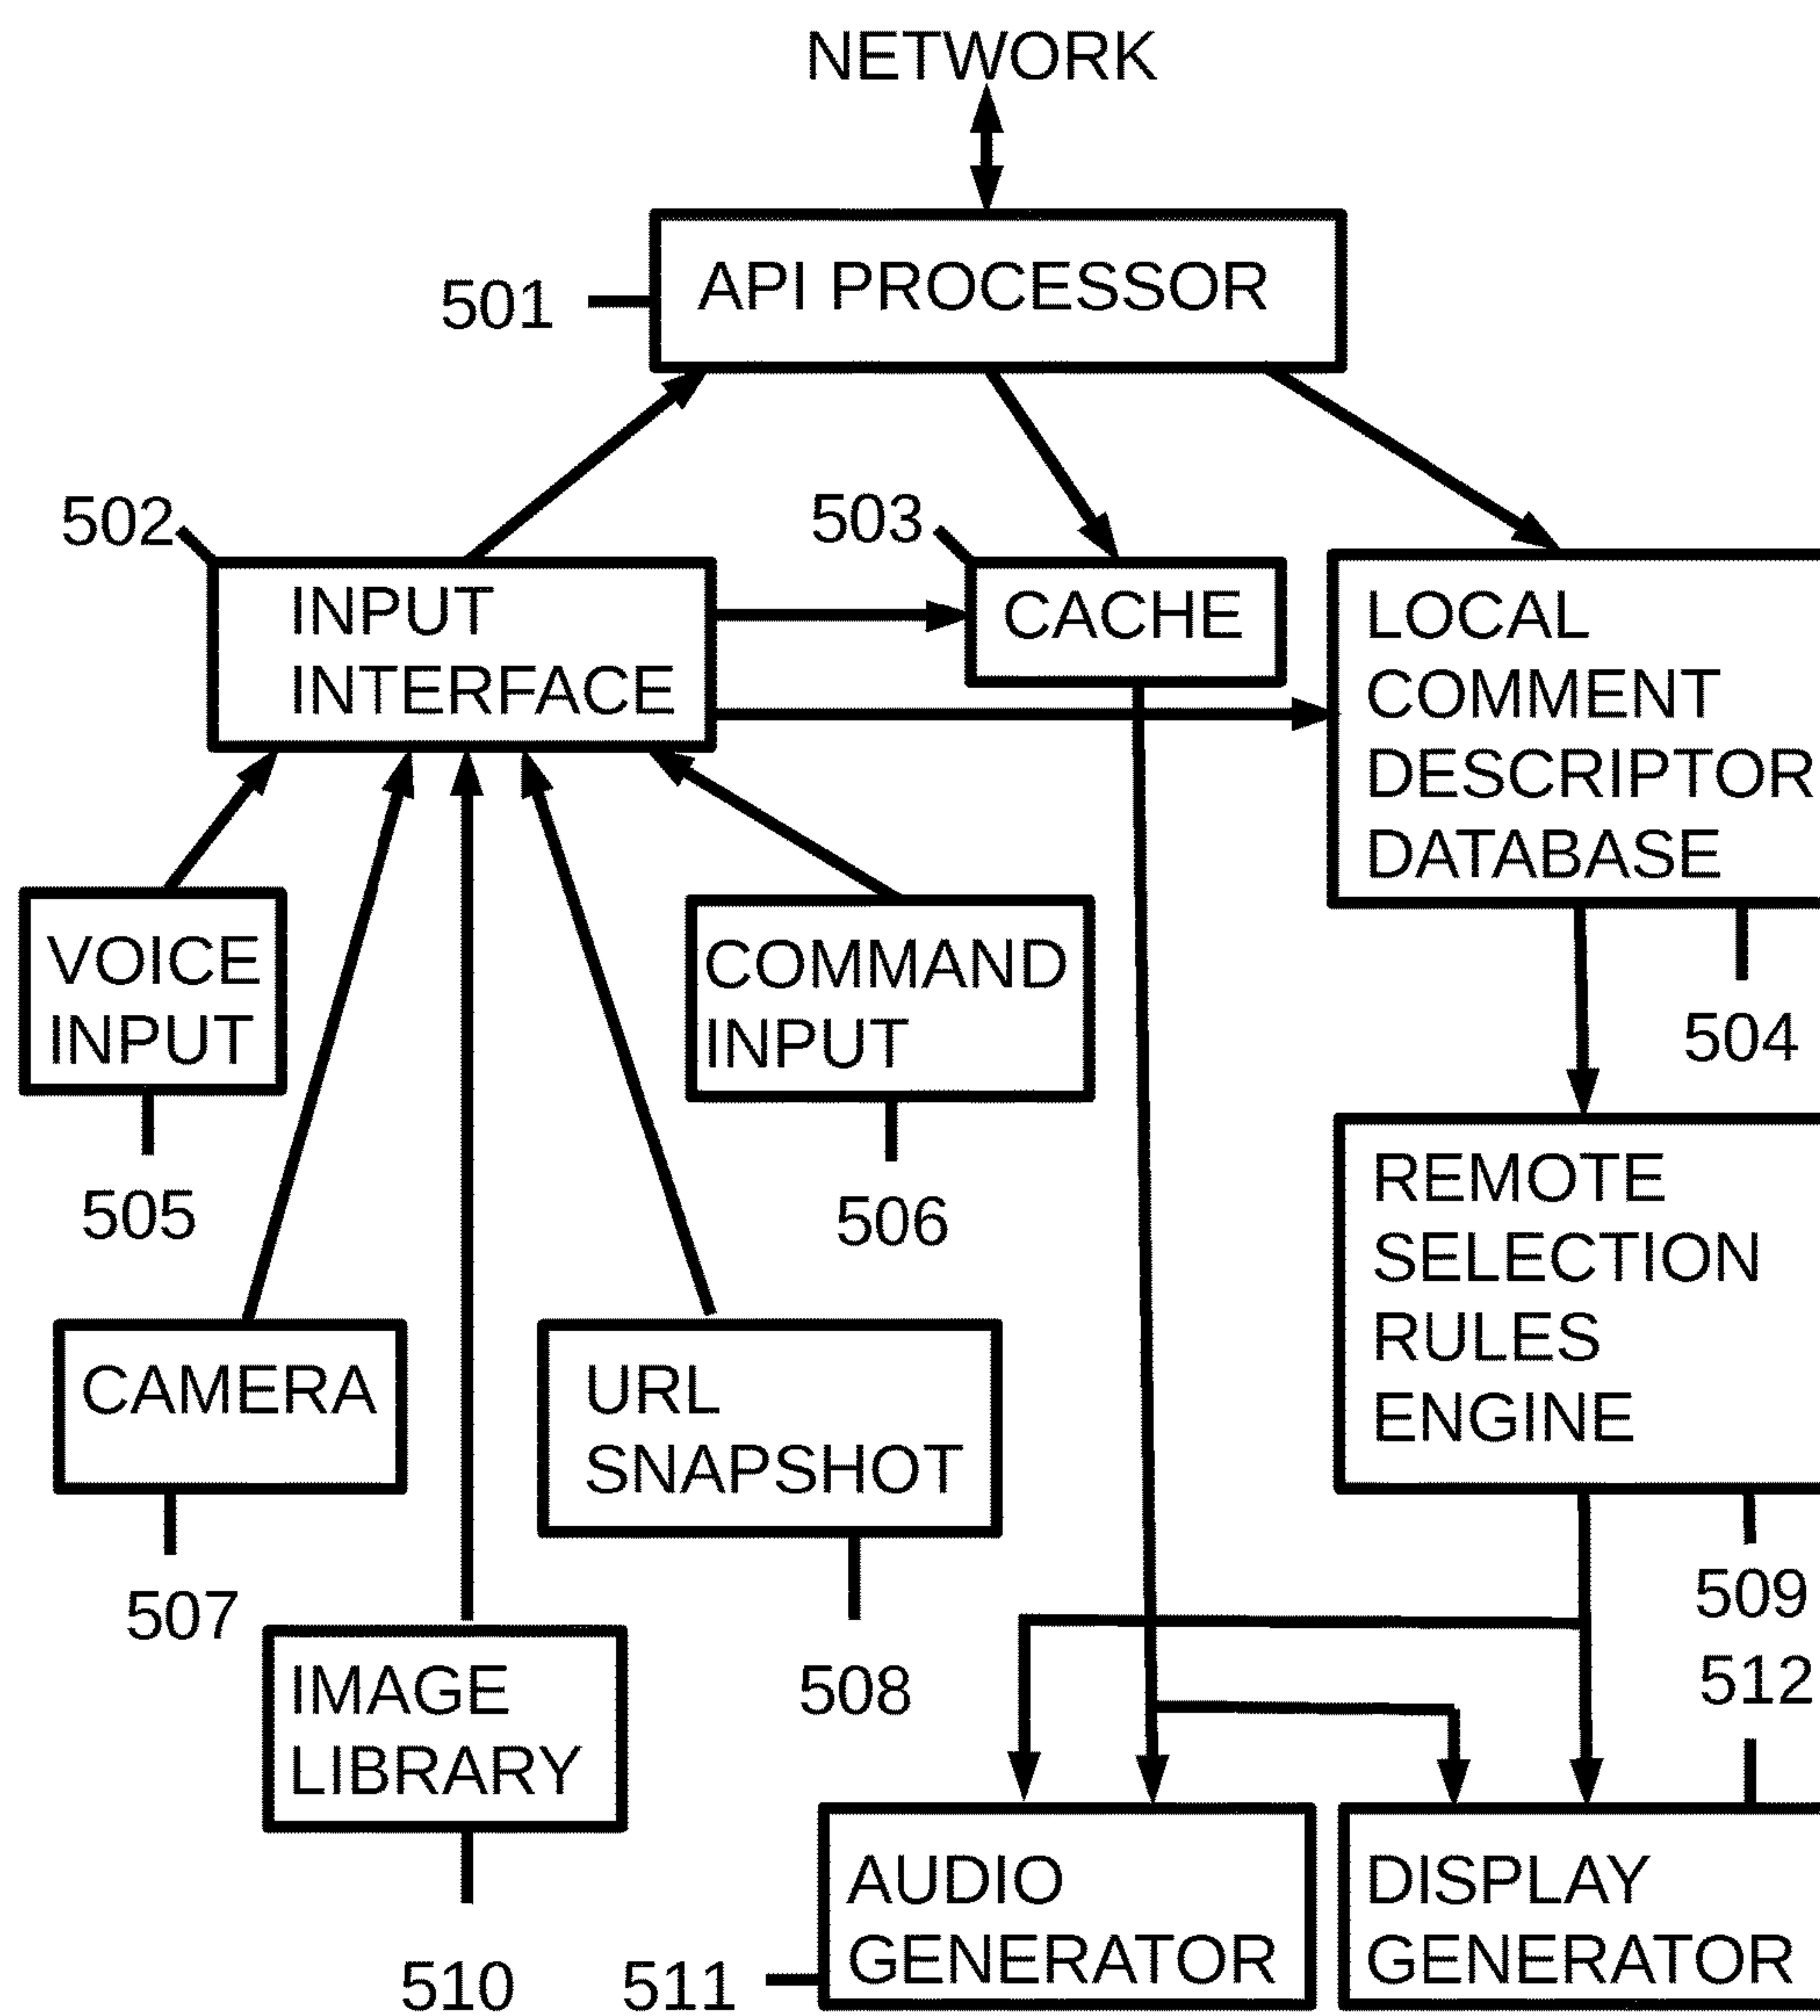 NETWORK
API PROCESSOR
501
502
503
INPUT
INTERFACE
CACHE
LOCAL
COMMENT
DESCRIPTOR
DATABASE
VOICE
INPUT
COMMAND
INPUT
504
505
506
REMOTE
SELECTION
RULES
ENGINE
CAMERA
URL
SNAPSHOT
507
508
509
512
IMAGE
LIBRARY
AUDIO
GENERATOR
DISPLAY
GENERATOR
510
511